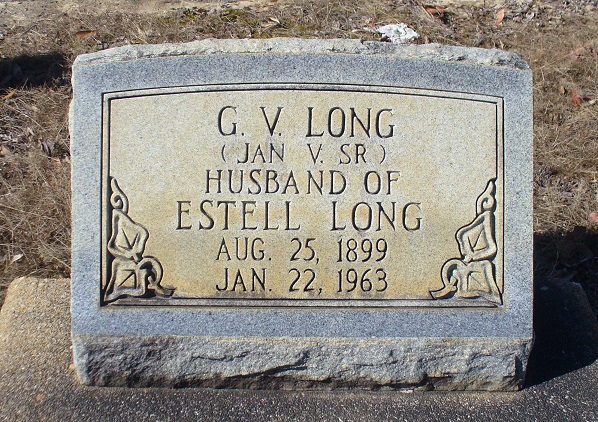 G. V. LONG
( JAN V. SR )
HUSBAND OF
ESTELL LONG
AUG. 25, 1899
JAN. 22, 1963